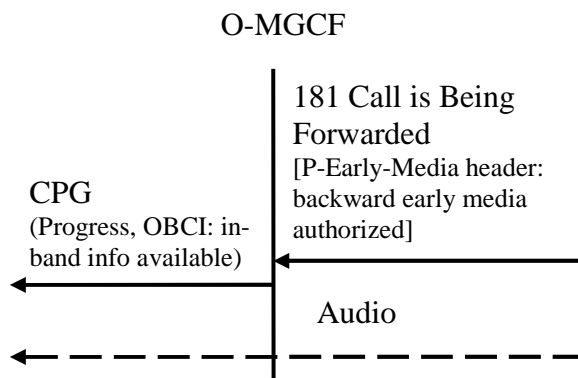 O-MGCF
181 Call is Being
Forwarded
[P-Early-Media header:
backward early media
authorized]
CPG
(Progress, OBCI: in-
band info available)
Audio